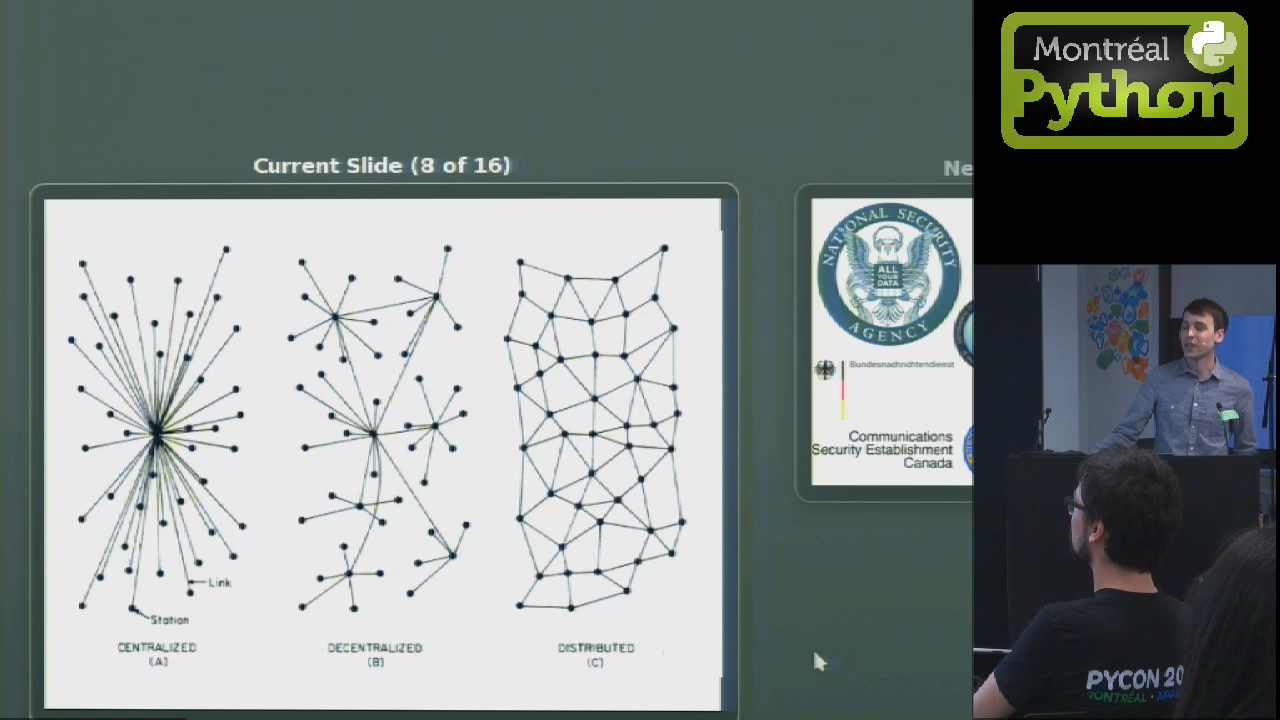 Montréal
Python
Current Slide (8 of 16)
Ne
NATIONAL SECURITY
AGENCY
ALL
YOUR
DATA
Bundesnachrichtendienst
Communications
Security Establishment
Canada
Link
Station
CENTRALIZED
(A)
DECENTRALIZED
(B)
DISTRIBUTED
(C)
PYCON 20
MONTRÉAL